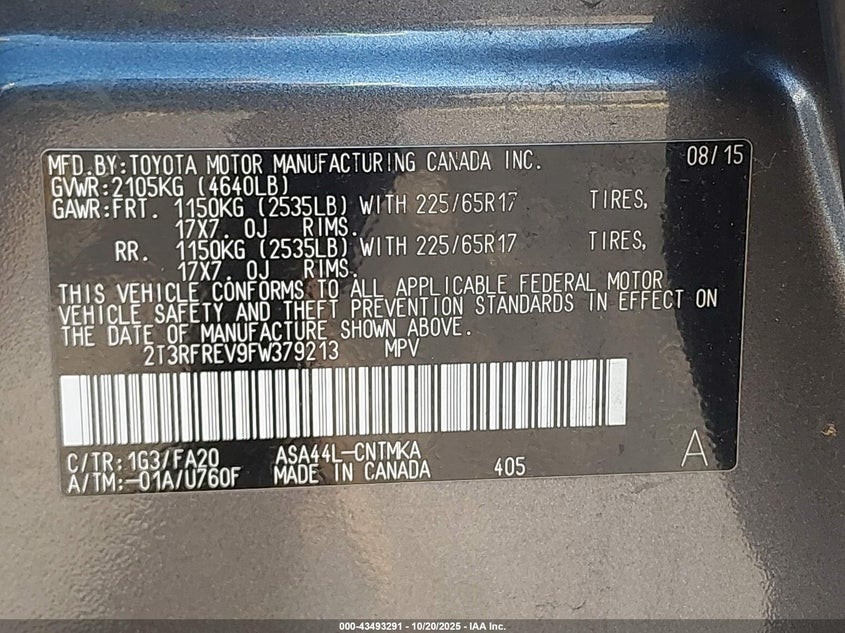 MFD.BY:TOYOTA MOTOR MANUFACTURING CANADA INC. 08/15
GVWR:2105KG (4640LB)
GAWR:FRT. 1150KG (2535LB) WITH 225/65R17 TIRES,
17X7. 0J RIMS.
RR. 1150KG (2535LB) WITH 225/65R17 TIRES,
17X7. 0J RIMS.
THIS VEHICLE CONFORMS TO ALL APPLICABLE FEDERAL MOTOR
VEHICLE SAFETY AND THEFT PREVENTION STANDARDS IN EFFECT ON
THE DATE OF MANUFACTURE SHOWN ABOVE.
2T3RFREV9FW379213 MPV
C/TR:1G3/FA20 ASA44L-CNTMKA
A/TM:-01A/U760F MADE IN CANADA 405 A
000-43493291 - 10/20/2025 - IAA Inc.